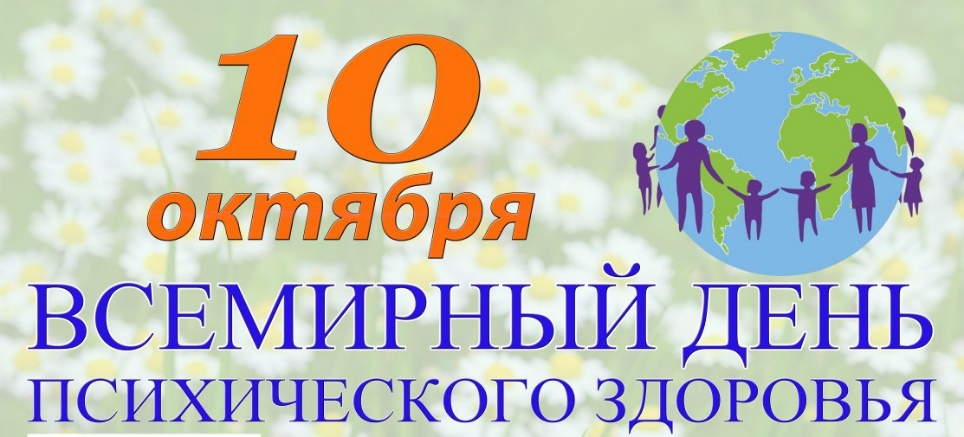 10
октября
ВСЕМИРНЫЙ ДЕНЬ
ПСИХИЧЕСКОГО ЗДОРОВЬЯ